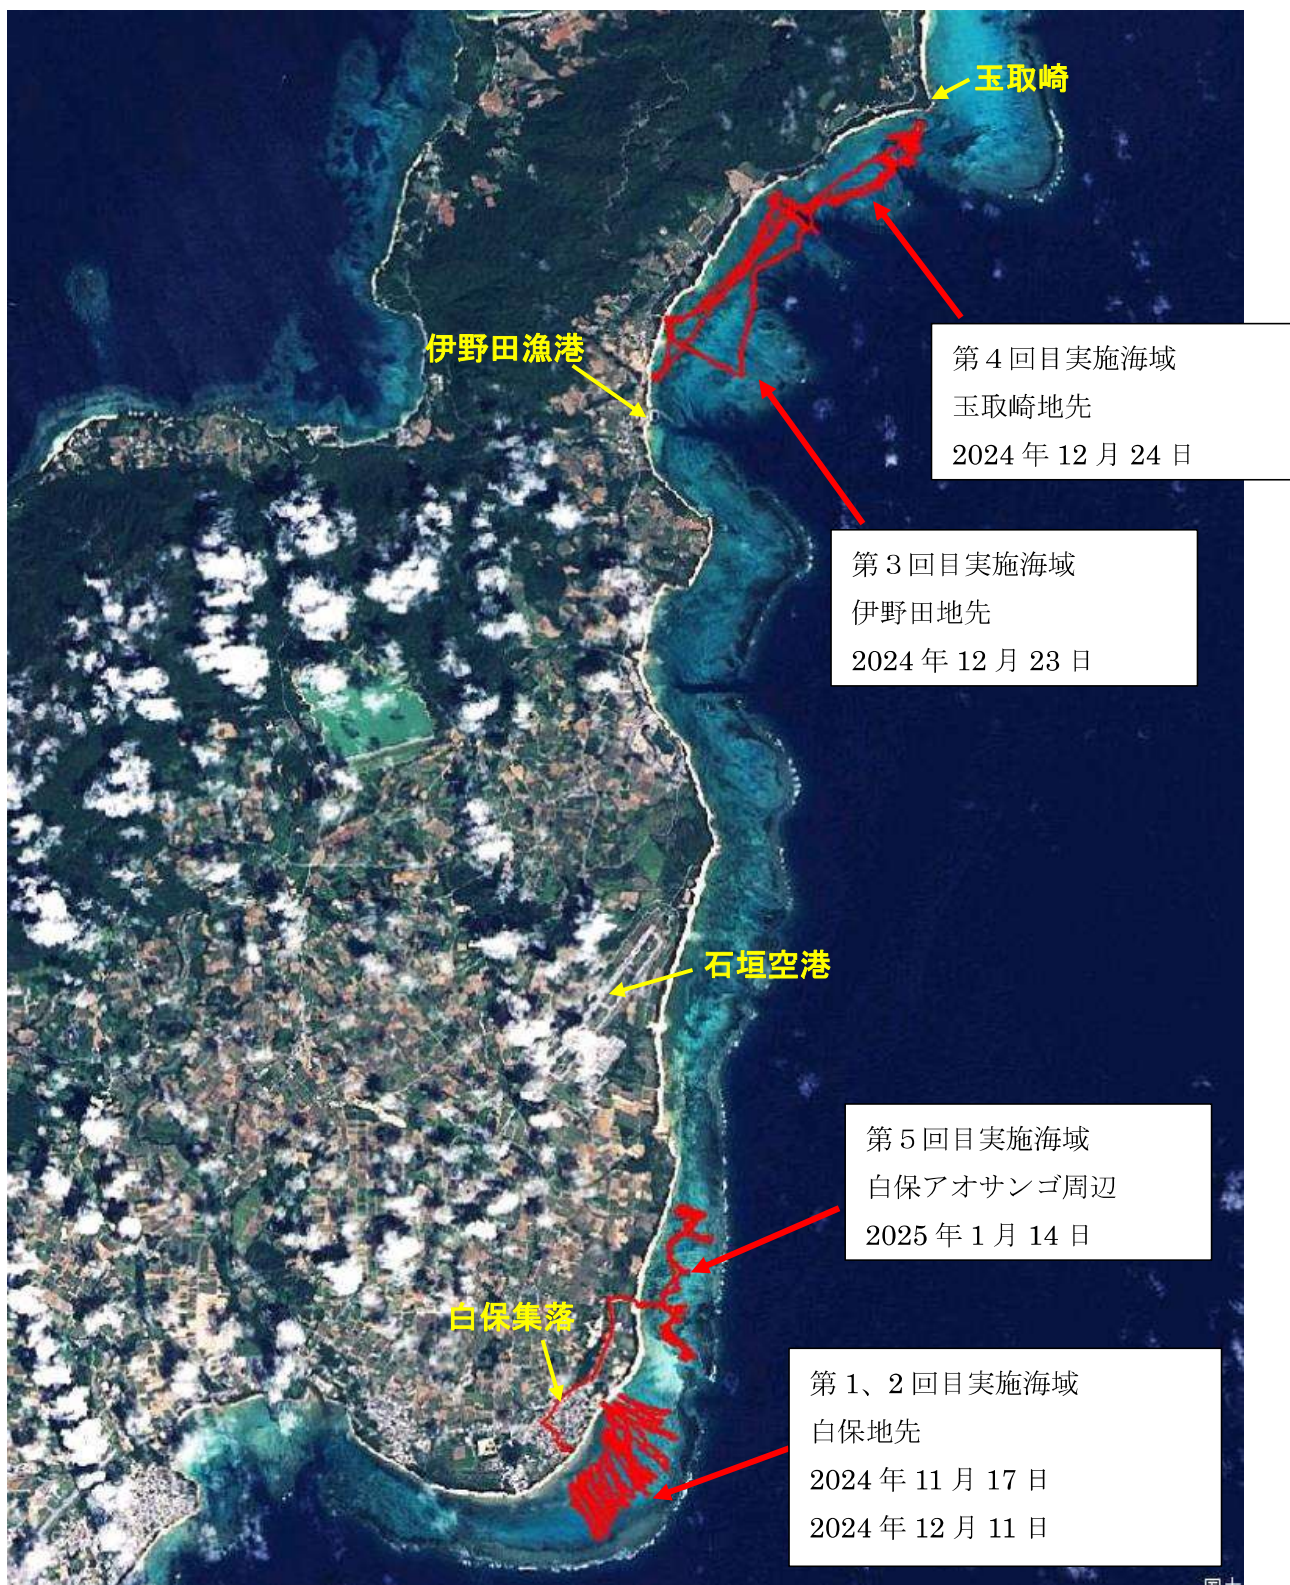 玉取崎
伊野田漁港
第４回目実施海域
玉取崎地先
2024 年 12 月 24 日
第３回目実施海域
伊野田地先
2024 年 12 月 23 日
石垣空港
第５回目実施海域
白保アオサンゴ周辺
2025 年 1 月 14 日
白保集落
第 1、2 回目実施海域
白保地先
2024 年 11 月 17 日
2024 年 12 月 11 日